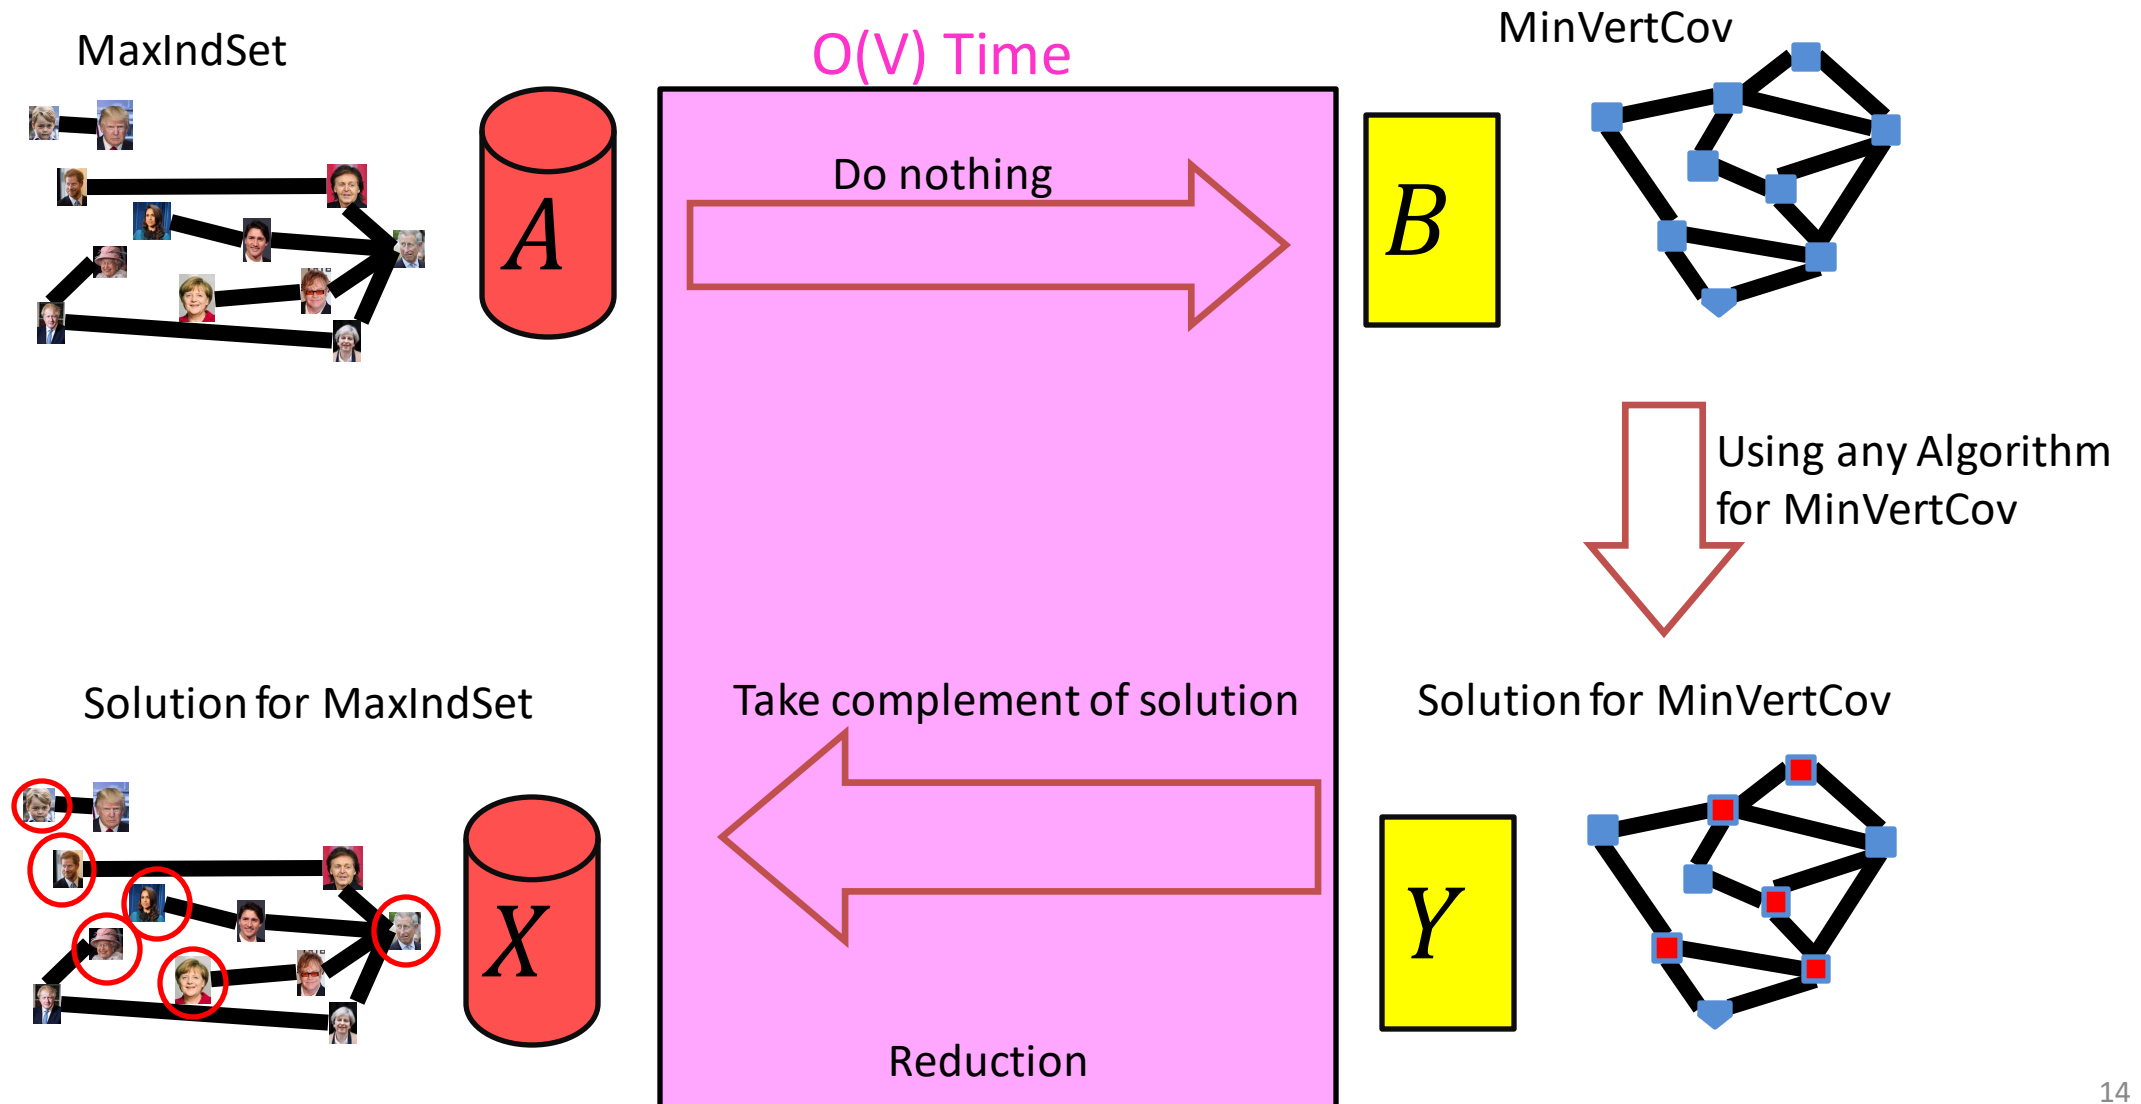 MaxIndSet
O(V) Time
MinVertCov
A
Do nothing
B
Using any Algorithm
for MinVertCov
Solution for MaxIndSet
Take complement of solution
Solution for MinVertCov
X
Y
Reduction
14